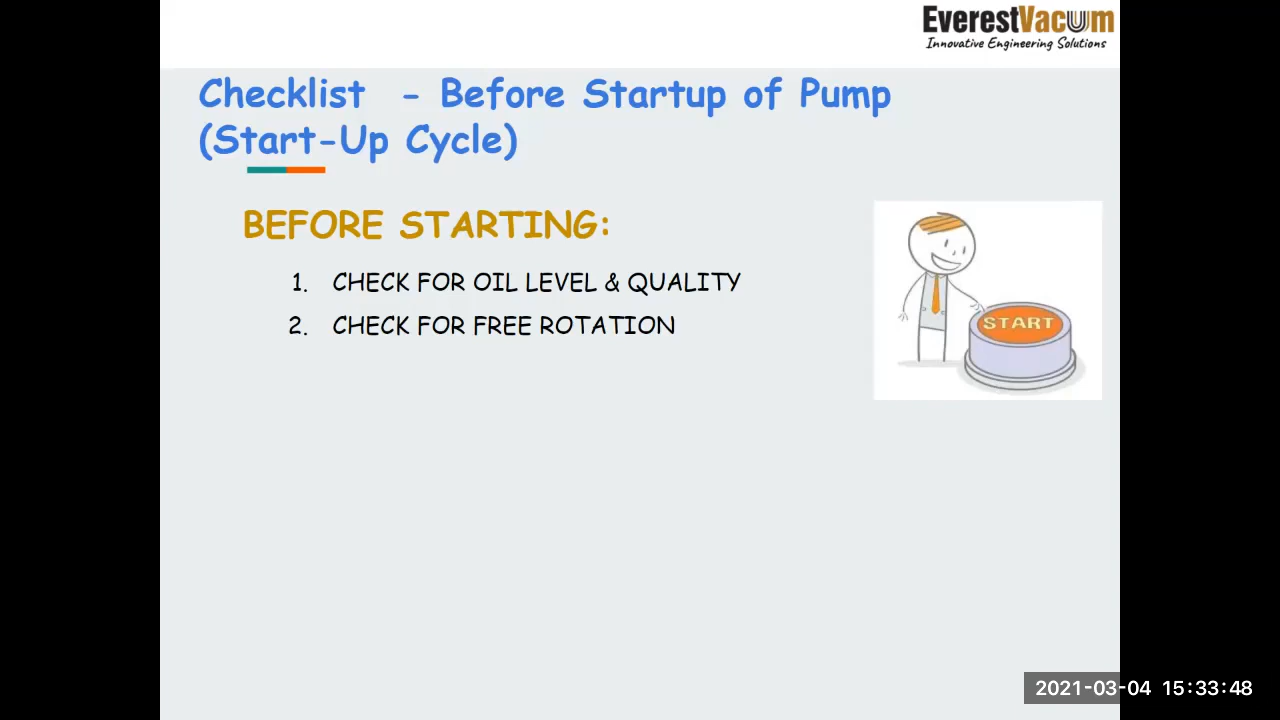 EverestVacuum
Innovative Engineering Solutions
Checklist - Before Startup of Pump
(Start-Up Cycle)
BEFORE STARTING:
1. CHECK FOR OIL LEVEL & QUALITY
2. CHECK FOR FREE ROTATION
START
2021-03-04 15:33:48